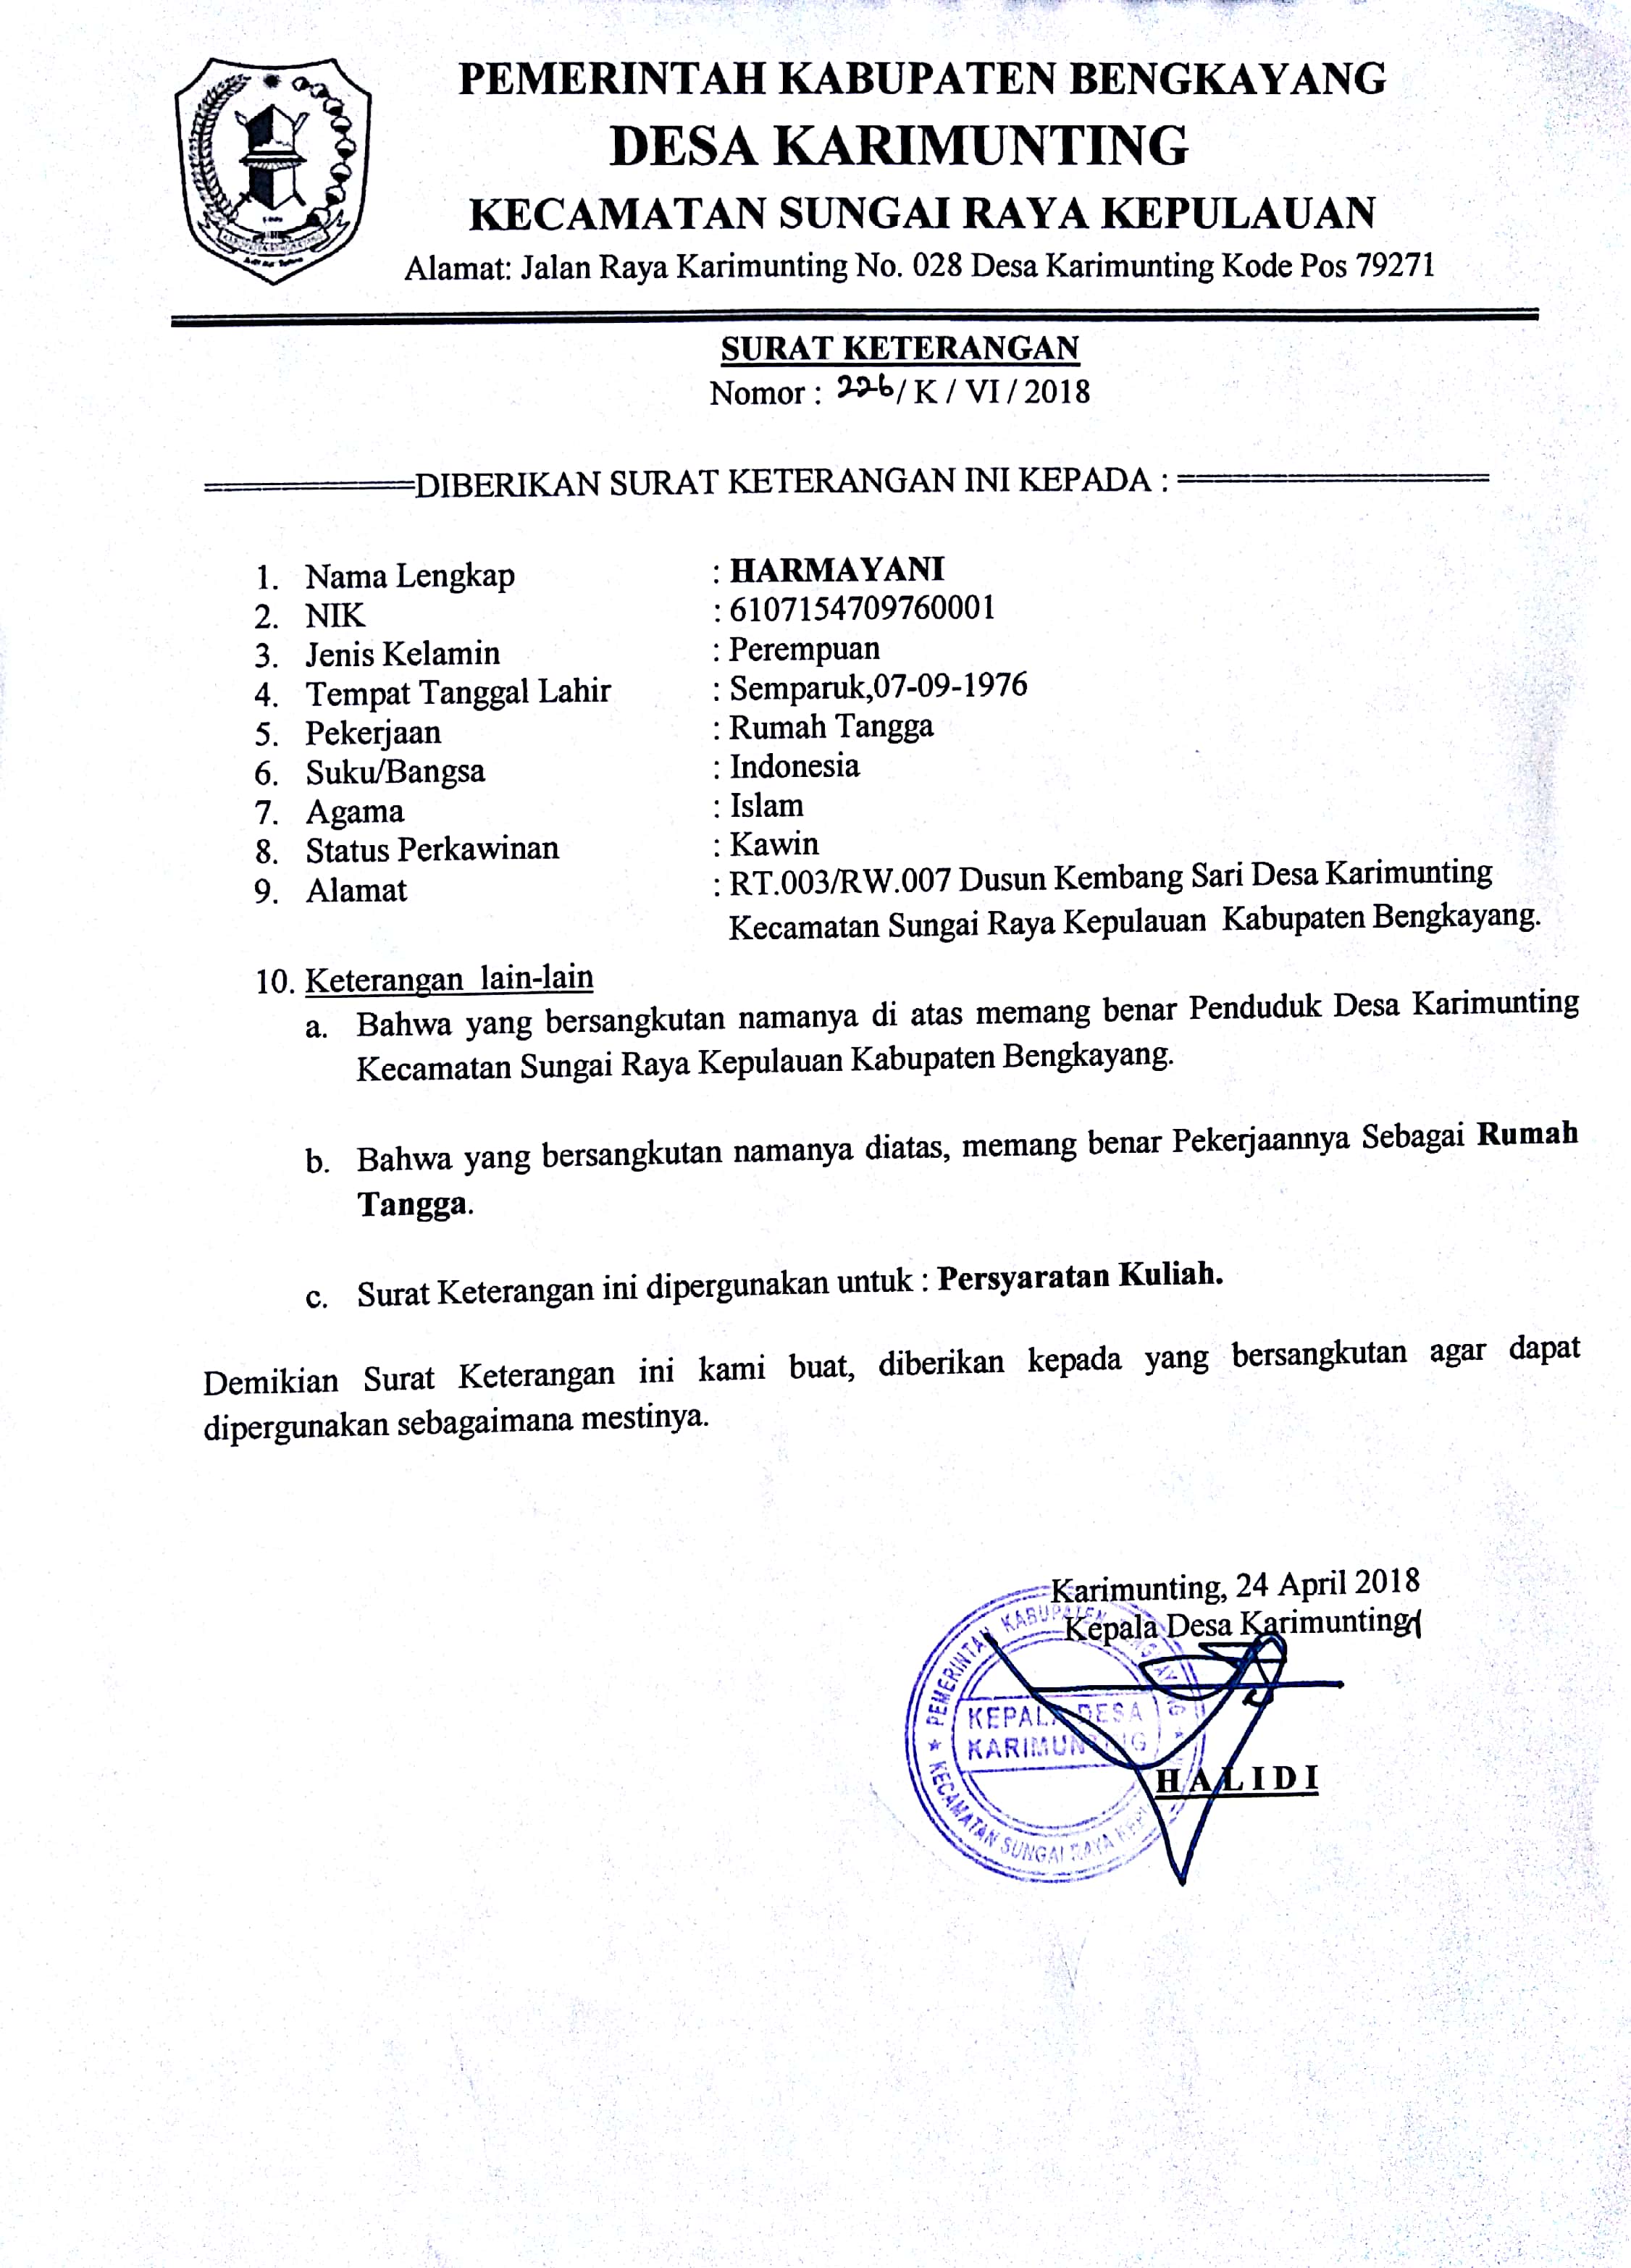 PEMERINTAH KABUPATEN BENGKAYANG
DESA KARIMUNTING
KECAMATAN SUNGAI RAYA KEPULAUAN
Alamat: Jalan Raya Karimunting No. 028 Desa Karimunting Kode Pos 79271
SURAT KETERANGAN
Nomor : 226/ K / VI / 2018
============DIBERIKAN SURAT KETERANGAN INI KEPADA : ==================
1. Nama Lengkap : HARMAYANI
2. NIK : 6107154709760001
3. Jenis Kelamin : Perempuan
4. Tempat Tanggal Lahir : Semparuk,07-09-1976
5. Pekerjaan : Rumah Tangga
6. Suku/Bangsa : Indonesia
7. Agama : Islam
8. Status Perkawinan : Kawin
9. Alamat : RT.003/RW.007 Dusun Kembang Sari Desa Karimunting
Kecamatan Sungai Raya Kepulauan Kabupaten Bengkayang.
10. Keterangan lain-lain
a. Bahwa yang bersangkutan namanya di atas memang benar Penduduk Desa Karimunting
Kecamatan Sungai Raya Kepulauan Kabupaten Bengkayang.
b. Bahwa yang bersangkutan namanya diatas, memang benar Pekerjaannya Sebagai Rumah
Tangga.
c. Surat Keterangan ini dipergunakan untuk : Persyaratan Kuliah.
Demikian Surat Keterangan ini kami buat, diberikan kepada yang bersangkutan agar dapat
dipergunakan sebagaimana mestinya.
Karimunting, 24 April 2018
Kepala Desa Karimunting
PEMERINTAH KABUPATEN BENGKAYANG
KEPALA DESA
KARIMUNTING
KECAMATAN SUNGAI RAYA
H A L I D I